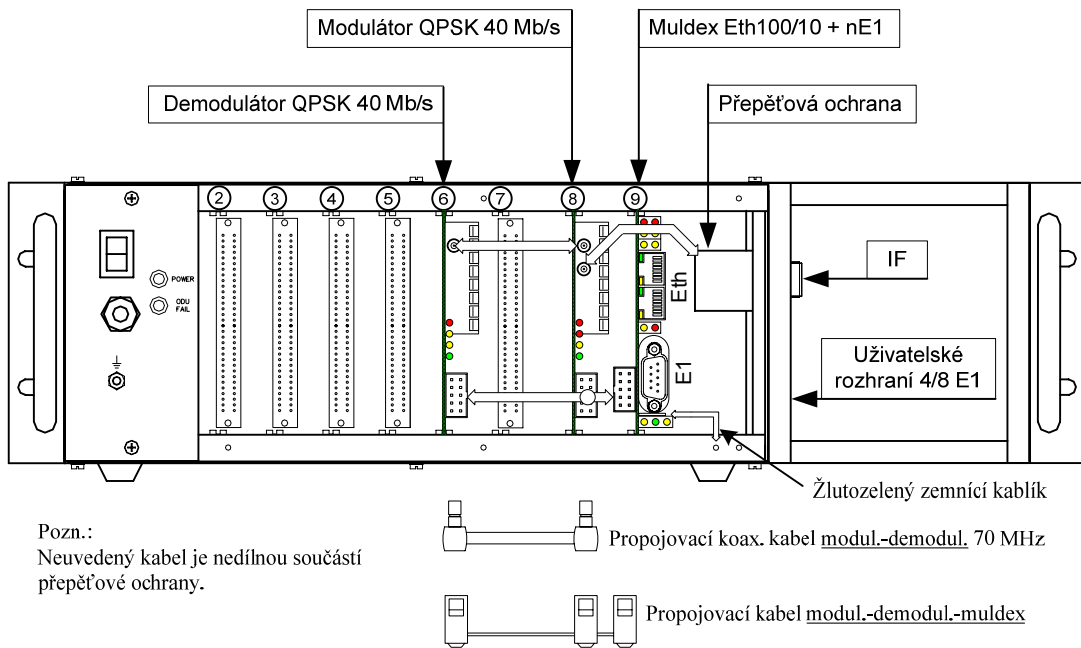 Modulátor QPSK 40 Mb/s
Muldex Eth100/10 + nE1
Demodulátor QPSK 40 Mb/s
Přepěťová ochrana
2
3
4
5
6
7
8
9
POWER
ODU
FAIL
Eth
E1
IF
Uživatelské
rozhraní 4/8 E1
Žlutozelený zemnící kablík
Pozn.:
Neuvedený kabel je nedílnou součástí
přepěťové ochrany.
Propojovací koax. kabel modul.-demodul. 70 MHz
Propojovací kabel modul.-demodul.-muldex